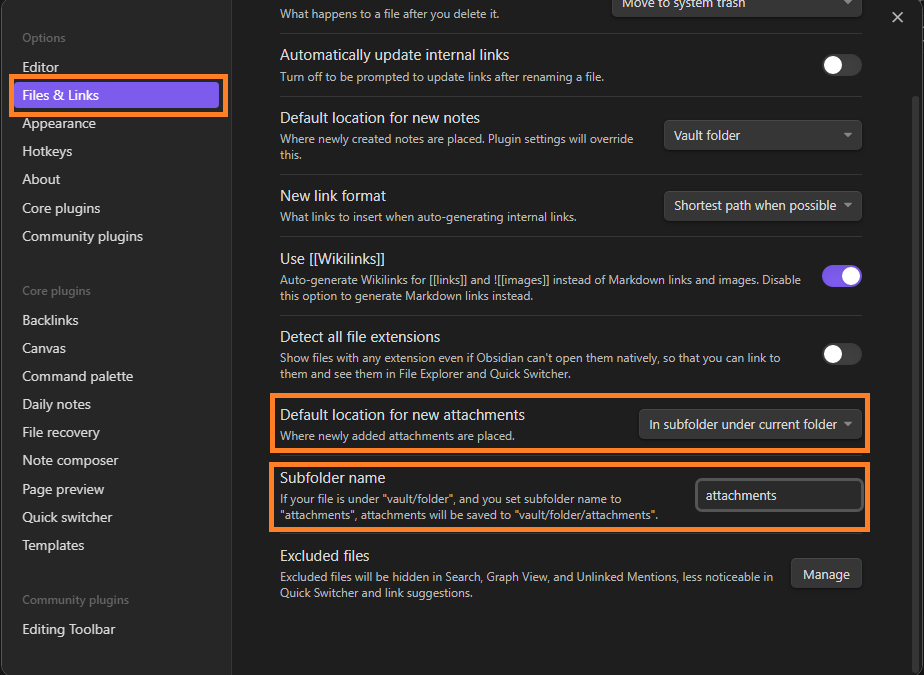 Options
Editor
Files & Links
Appearance
Hotkeys
About
Core plugins
Community plugins
Core plugins
Backlinks
Canvas
Command palette
Daily notes
File recovery
Note composer
Page preview
Quick switcher
Templates
Community plugins
Editing Toolbar
What happens to a file after you delete it.
Move to system trash
Automatically update internal links
Turn off to be prompted to update links after renaming a file.
Default location for new notes
Where newly created notes are placed. Plugin settings will override
this.
Vault folder
New link format
What links to insert when auto-generating internal links.
Shortest path when possible
Use [[Wikilinks]]
Auto-generate Wikilinks for [[links]] and ![[images]] instead of Markdown links and images. Disable
this option to generate Markdown links instead.
Detect all file extensions
Show files with any extension even if Obsidian can't open them natively, so that you can link to
them and see them in File Explorer and Quick Switcher.
Default location for new attachments
Where newly added attachments are placed.
In subfolder under current folder
Subfolder name
If your file is under "vault/folder", and you set subfolder name to
"attachments", attachments will be saved to "vault/folder/attachments".
attachments
Excluded files
Excluded files will be hidden in Search, Graph View, and Unlinked Mentions, less noticeable in
Quick Switcher and link suggestions.
Manage